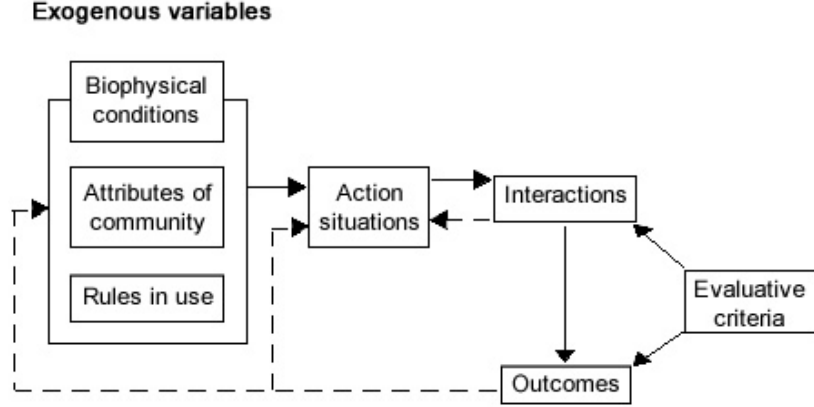 Exogenous variables
Biophysical
conditions
Attributes of
community
Rules in use
Action
situations
Interactions
Evaluative
criteria
Outcomes